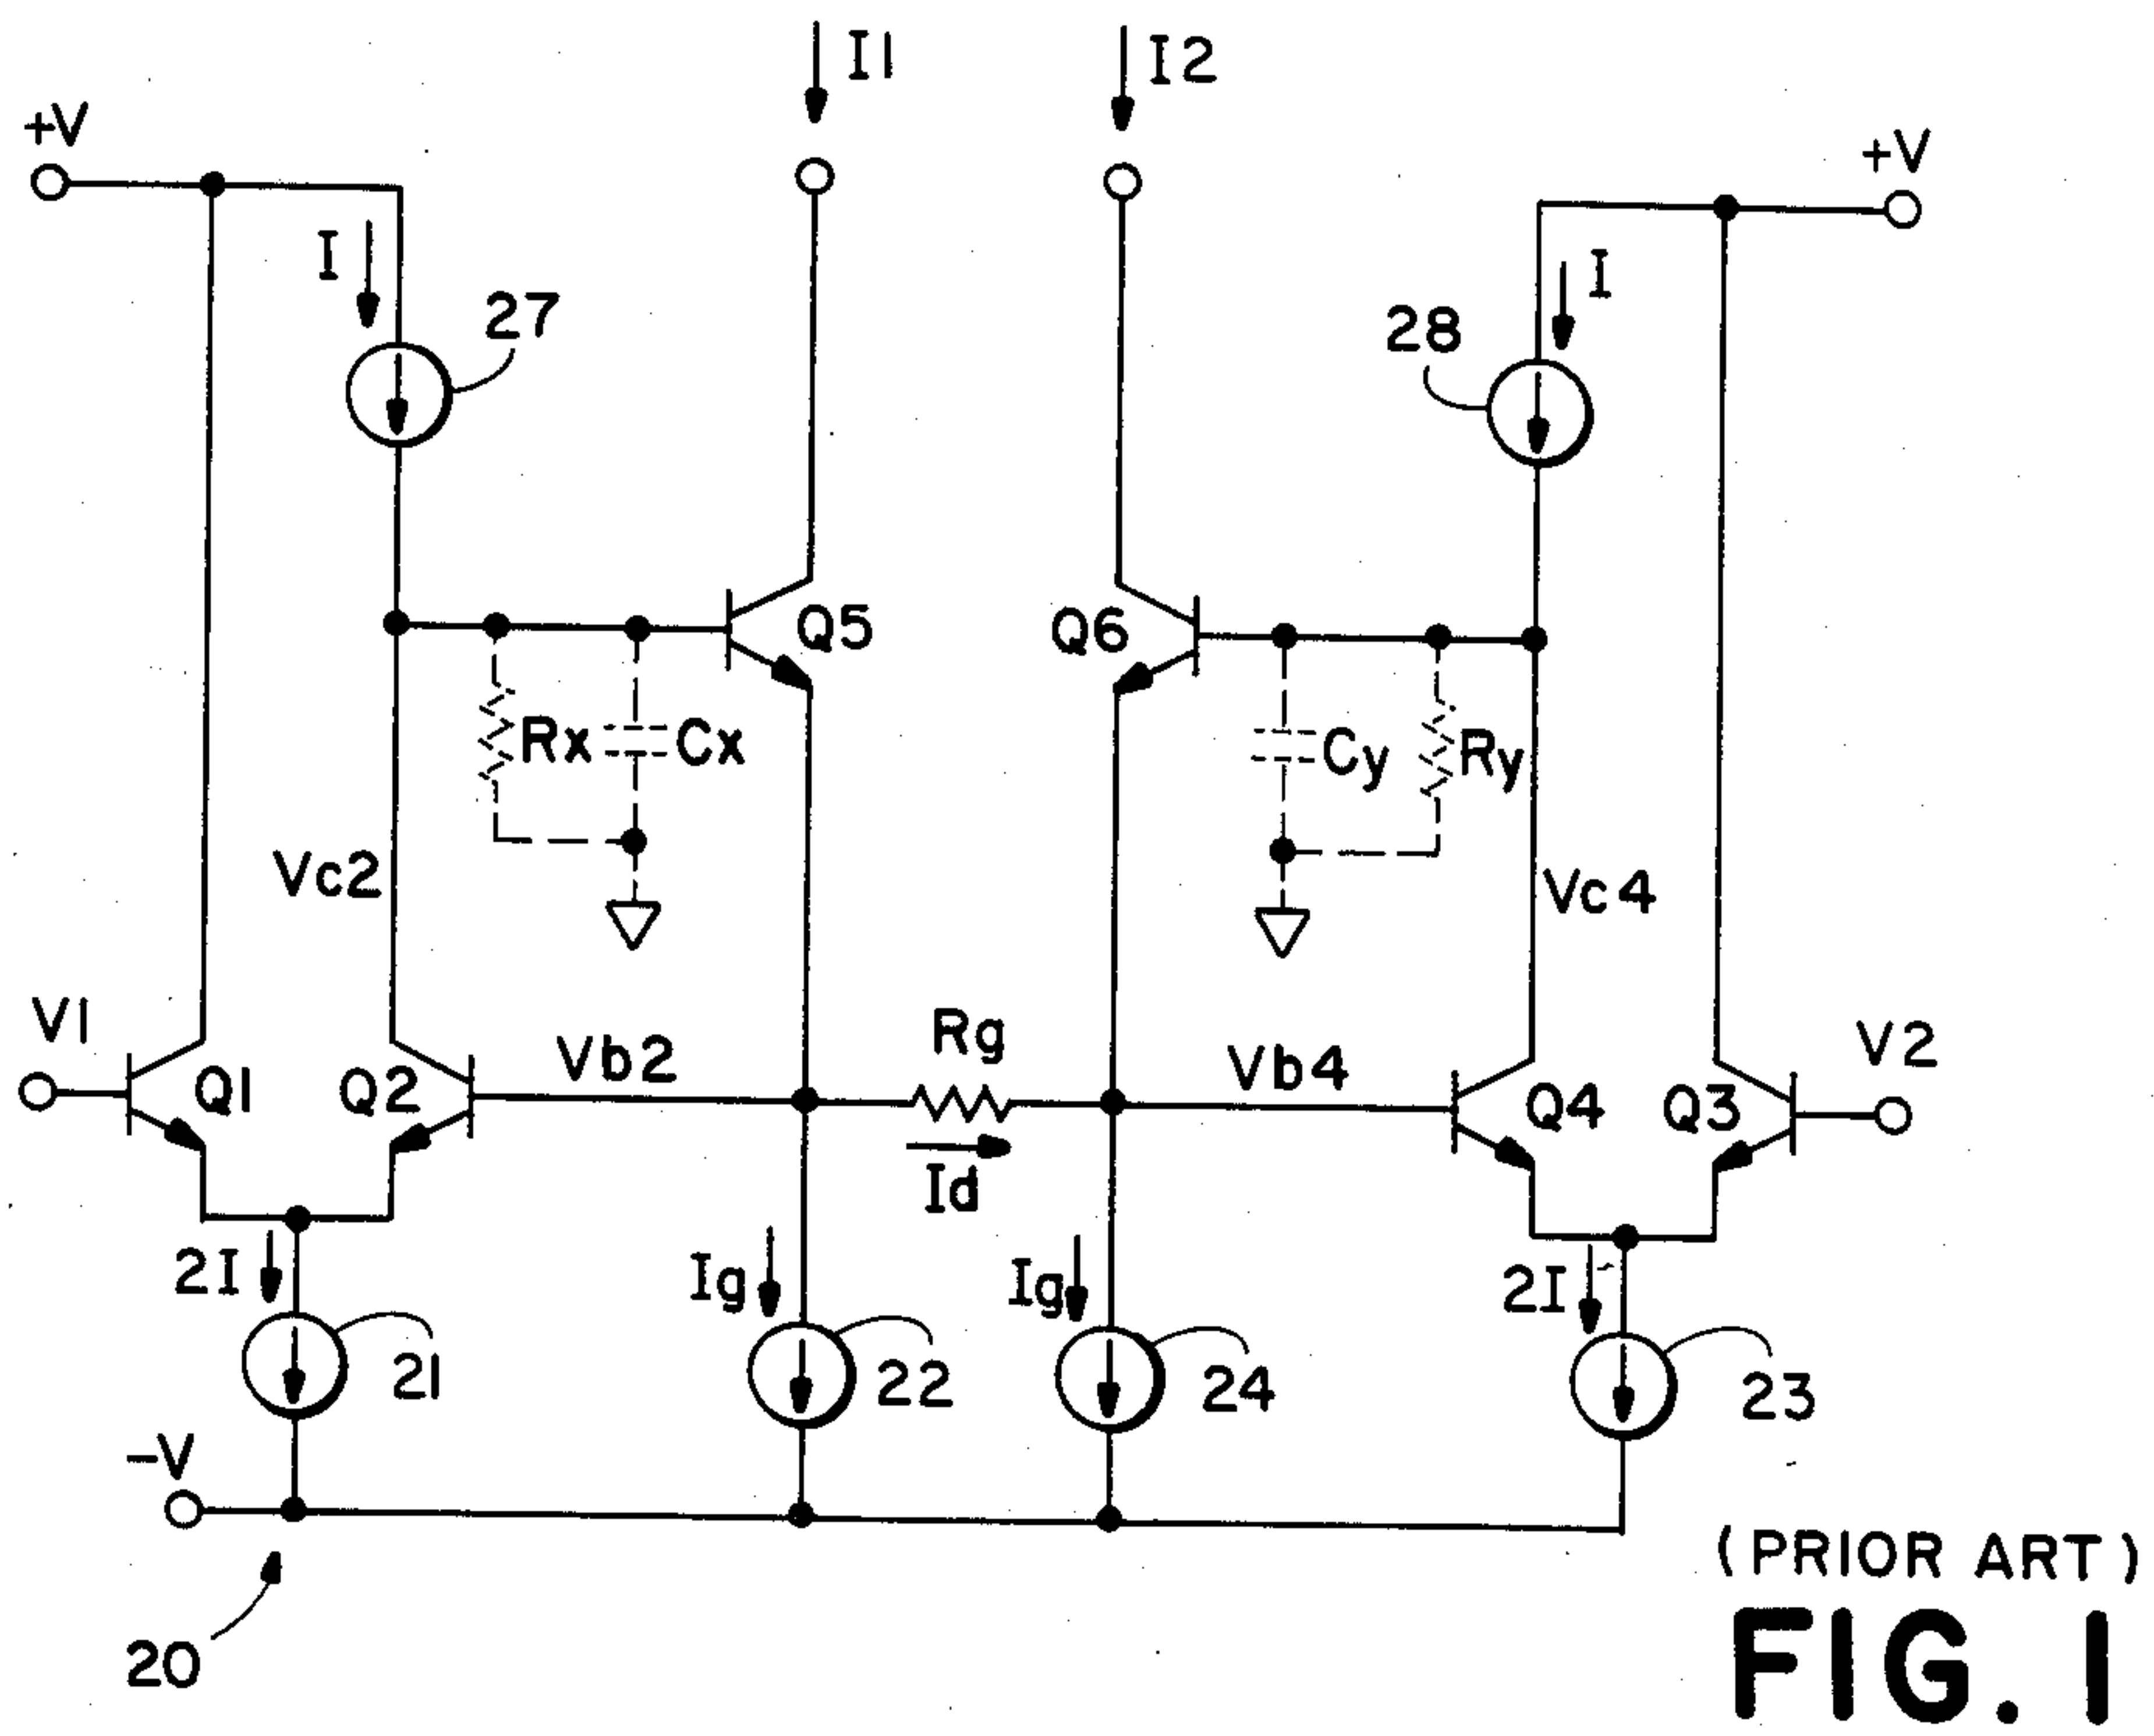 I1
I2
+V
+V
I
27
I
28
Q5
Q6
Rx
Cx
Cy
Ry
Vc2
Vc4
V1
Q1
Q2
Vb2
Rg
Vb4
Q4
Q3
V2
Id
2I
Ig
Ig
2I
21
22
24
23
-V
20
(PRIOR ART)
FIG. 1